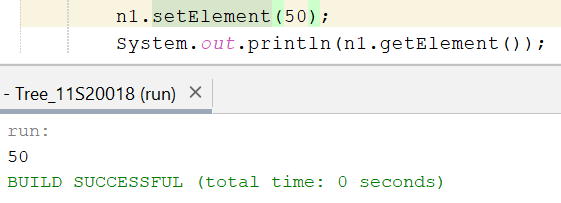 n1.setElement(50);
System.out.println(n1.getElement());
- Tree_11S20018 (run) ×
run:
50
BUILD SUCCESSFUL (total time: 0 seconds)